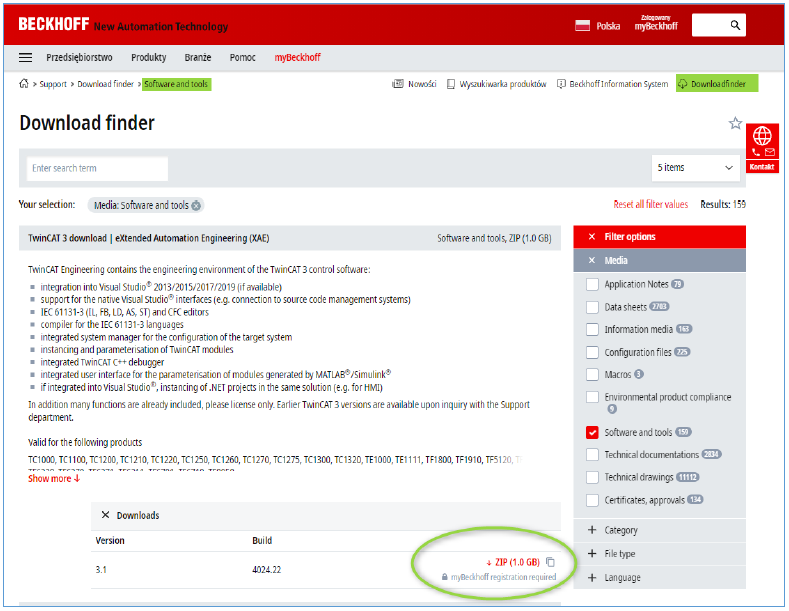 BECKHOFF New Automation Technology
Polska
Zalogowany
myBeckhoff
Przedsiębiorstwo Produkty Branże Pomoc myBeckhoff
> Support > Download finder > Software and tools
Nowości Wyszukiwarka produktów Beckhoff Information System Downloadfinder
Download finder
Kontakt
Enter search term
5 items
Your selection: Media: Software and tools
Reset all filter values Results: 159
TwinCAT 3 download | eXtended Automation Engineering (XAE) Software and tools, ZIP (1.0 GB)
TwinCAT Engineering contains the engineering environment of the TwinCAT 3 control software:
integration into Visual Studio® 2013/2015/2017/2019 (if available)
support for the native Visual Studio® interfaces (e.g. connection to source code management systems)
IEC 61131-3 (IL, FB, LD, AS, ST) and CFC editors
compiler for the IEC 61131-3 languages
integrated system manager for the configuration of the target system
instancing and parameterisation of TwinCAT modules
integrated TwinCAT C++ debugger
integrated user interface for the parameterisation of modules generated by MATLAB®/Simulink®
if integrated into Visual Studio®, instancing of .NET projects in the same solution (e.g. for HMI)
In addition many functions are already included, please license only. Earlier TwinCAT 3 versions are available upon inquiry with the Support
department.
Valid for the following products
TC1000, TC1100, TC1200, TC1210, TC1220, TC1250, TC1260, TC1270, TC1275, TC1300, TC1320, TE1000, TE1111, TF1800, TF1910, TF5120,
Show more ↓
Downloads
Version Build
3.1 4024.22
↓ ZIP (1.0 GB)
myBeckhoff registration required
Filter options
Media
Application Notes 79
Data sheets 2703
Information media 163
Configuration files 225
Macros 3
Environmental product compliance
9
Software and tools 159
Technical documentations 2834
Technical drawings 11112
Certificates, approvals 134
+ Category
+ File type
+ Language